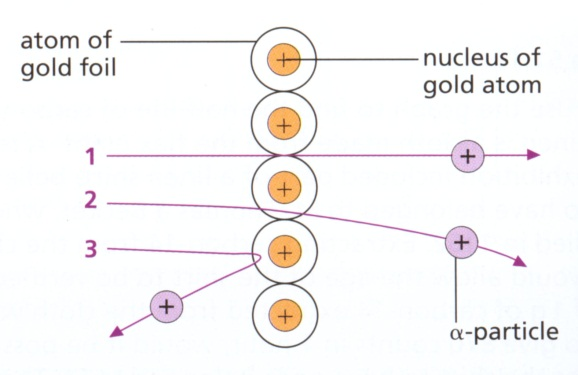 atom of
gold foil
nucleus of
gold atom
+
+
1
+
+
2
+
+
3
+
+
+
α-particle